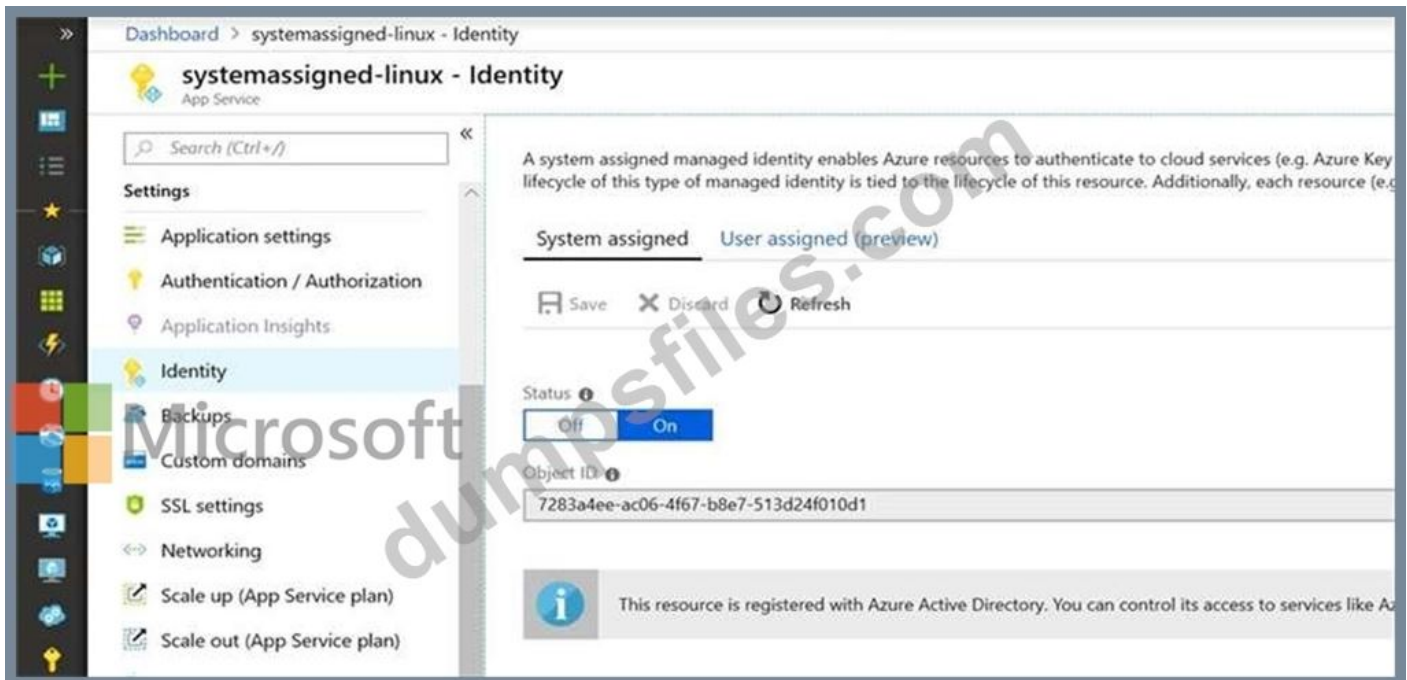 Dashboard > systemassigned-linux - Identity
systemassigned-linux - Identity
App Service
Search (Ctrl+/)
«
Settings
Application settings
Authentication / Authorization
Application Insights
Identity
Backups
Custom domains
SSL settings
Networking
Scale up (App Service plan)
Scale out (App Service plan)
A system assigned managed identity enables Azure resources to authenticate to cloud services (e.g. Azure Key
lifecycle of this type of managed identity is tied to the lifecycle of this resource. Additionally, each resource (e.g
System assigned User assigned (preview)
Save Discard Refresh
Status
Off On
Object ID
7283a4ee-ac06-4f67-b8e7-513d24f010d1
This resource is registered with Azure Active Directory. You can control its access to services like Az
Microsoft
dumpsfiles.com